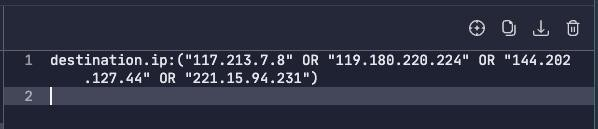 1 destination.ip:("117.213.7.8" OR "119.180.220.224" OR "144.202
.127.44" OR "221.15.94.231")
2